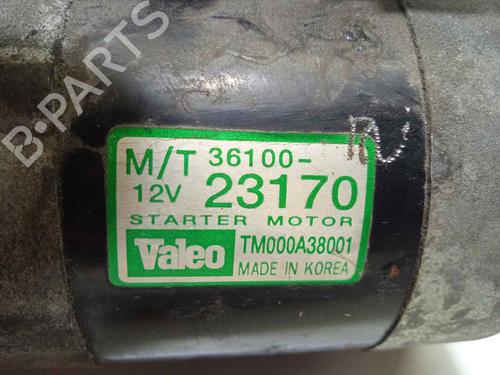 B-PARTS
M/T 36100-
12V 23170
STARTER MOTOR
Valeo TM000A38001
MADE IN KOREA